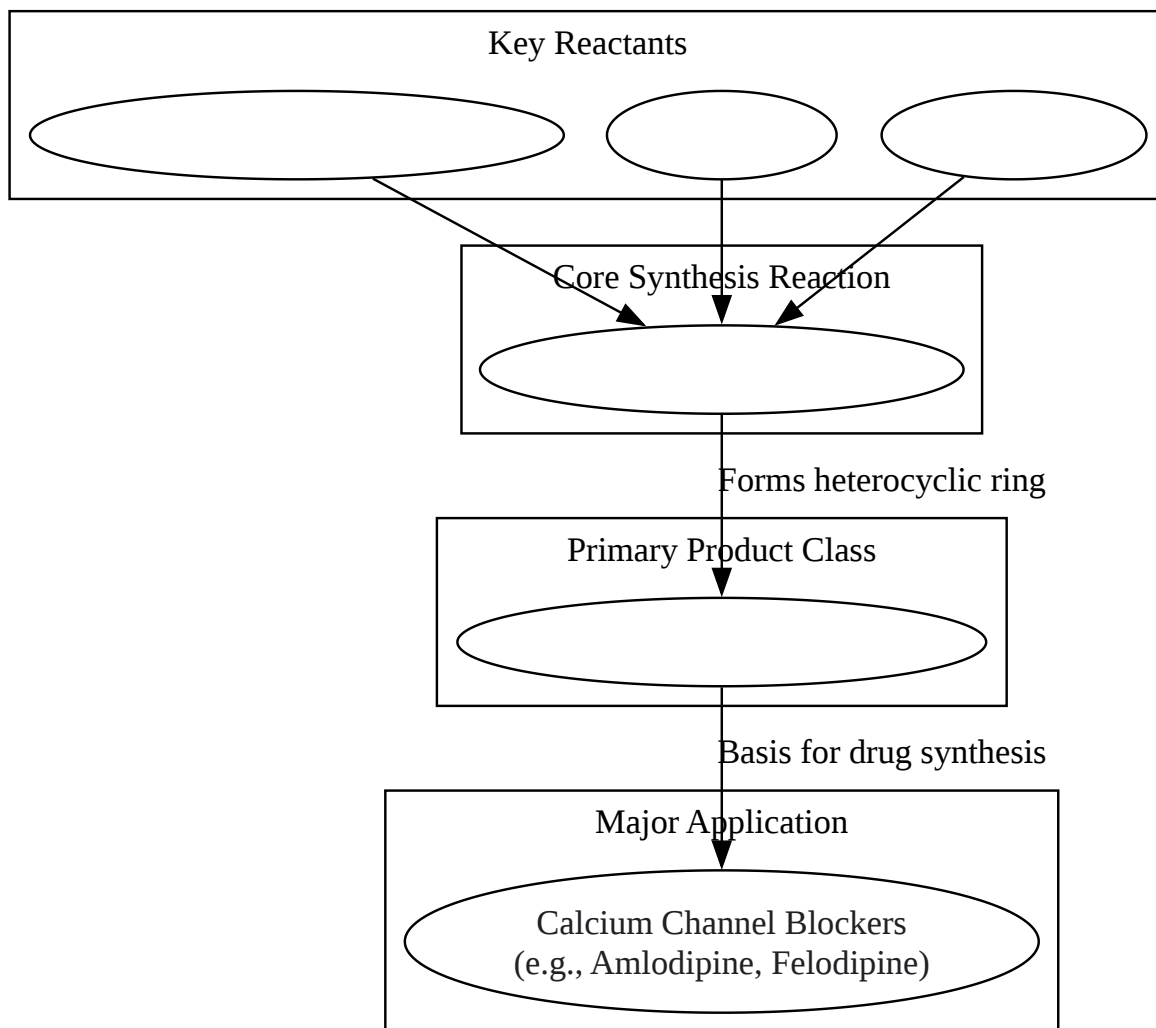 Key Reactants
Core Synthesis Reaction
Forms heterocyclic ring
Primary Product Class
Basis for drug synthesis
Major Application
Calcium Channel Blockers
(e.g., Amlodipine, Felodipine)